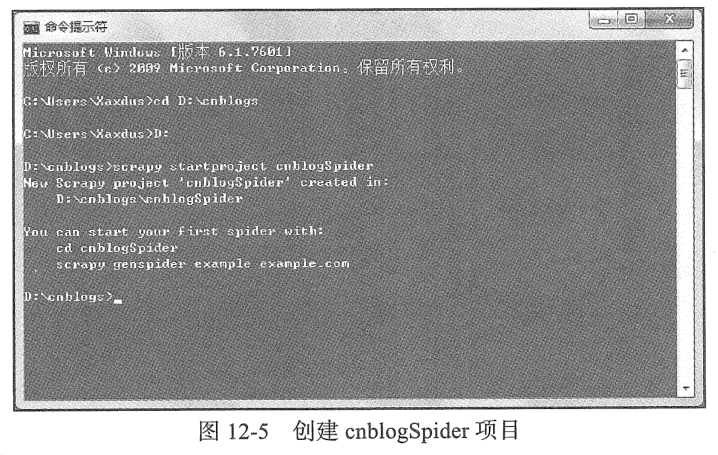 命令提示符
Microsoft Windows [版本 6.1.7601]
版权所有 (c) 2009 Microsoft Corporation。保留所有权利。
C:\Users\Xaxdus>cd D:\cnblogs
C:\Users\Xaxdus>D:
D:\cnblogs>scrapy startproject cnblogSpider
New Scrapy project 'cnblogSpider' created in:
D:\cnblogs\cnblogSpider
You can start your first spider with:
cd cnblogSpider
scrapy genspider example example.com
D:\cnblogs>_
图 12-5 创建 cnblogSpider 项目